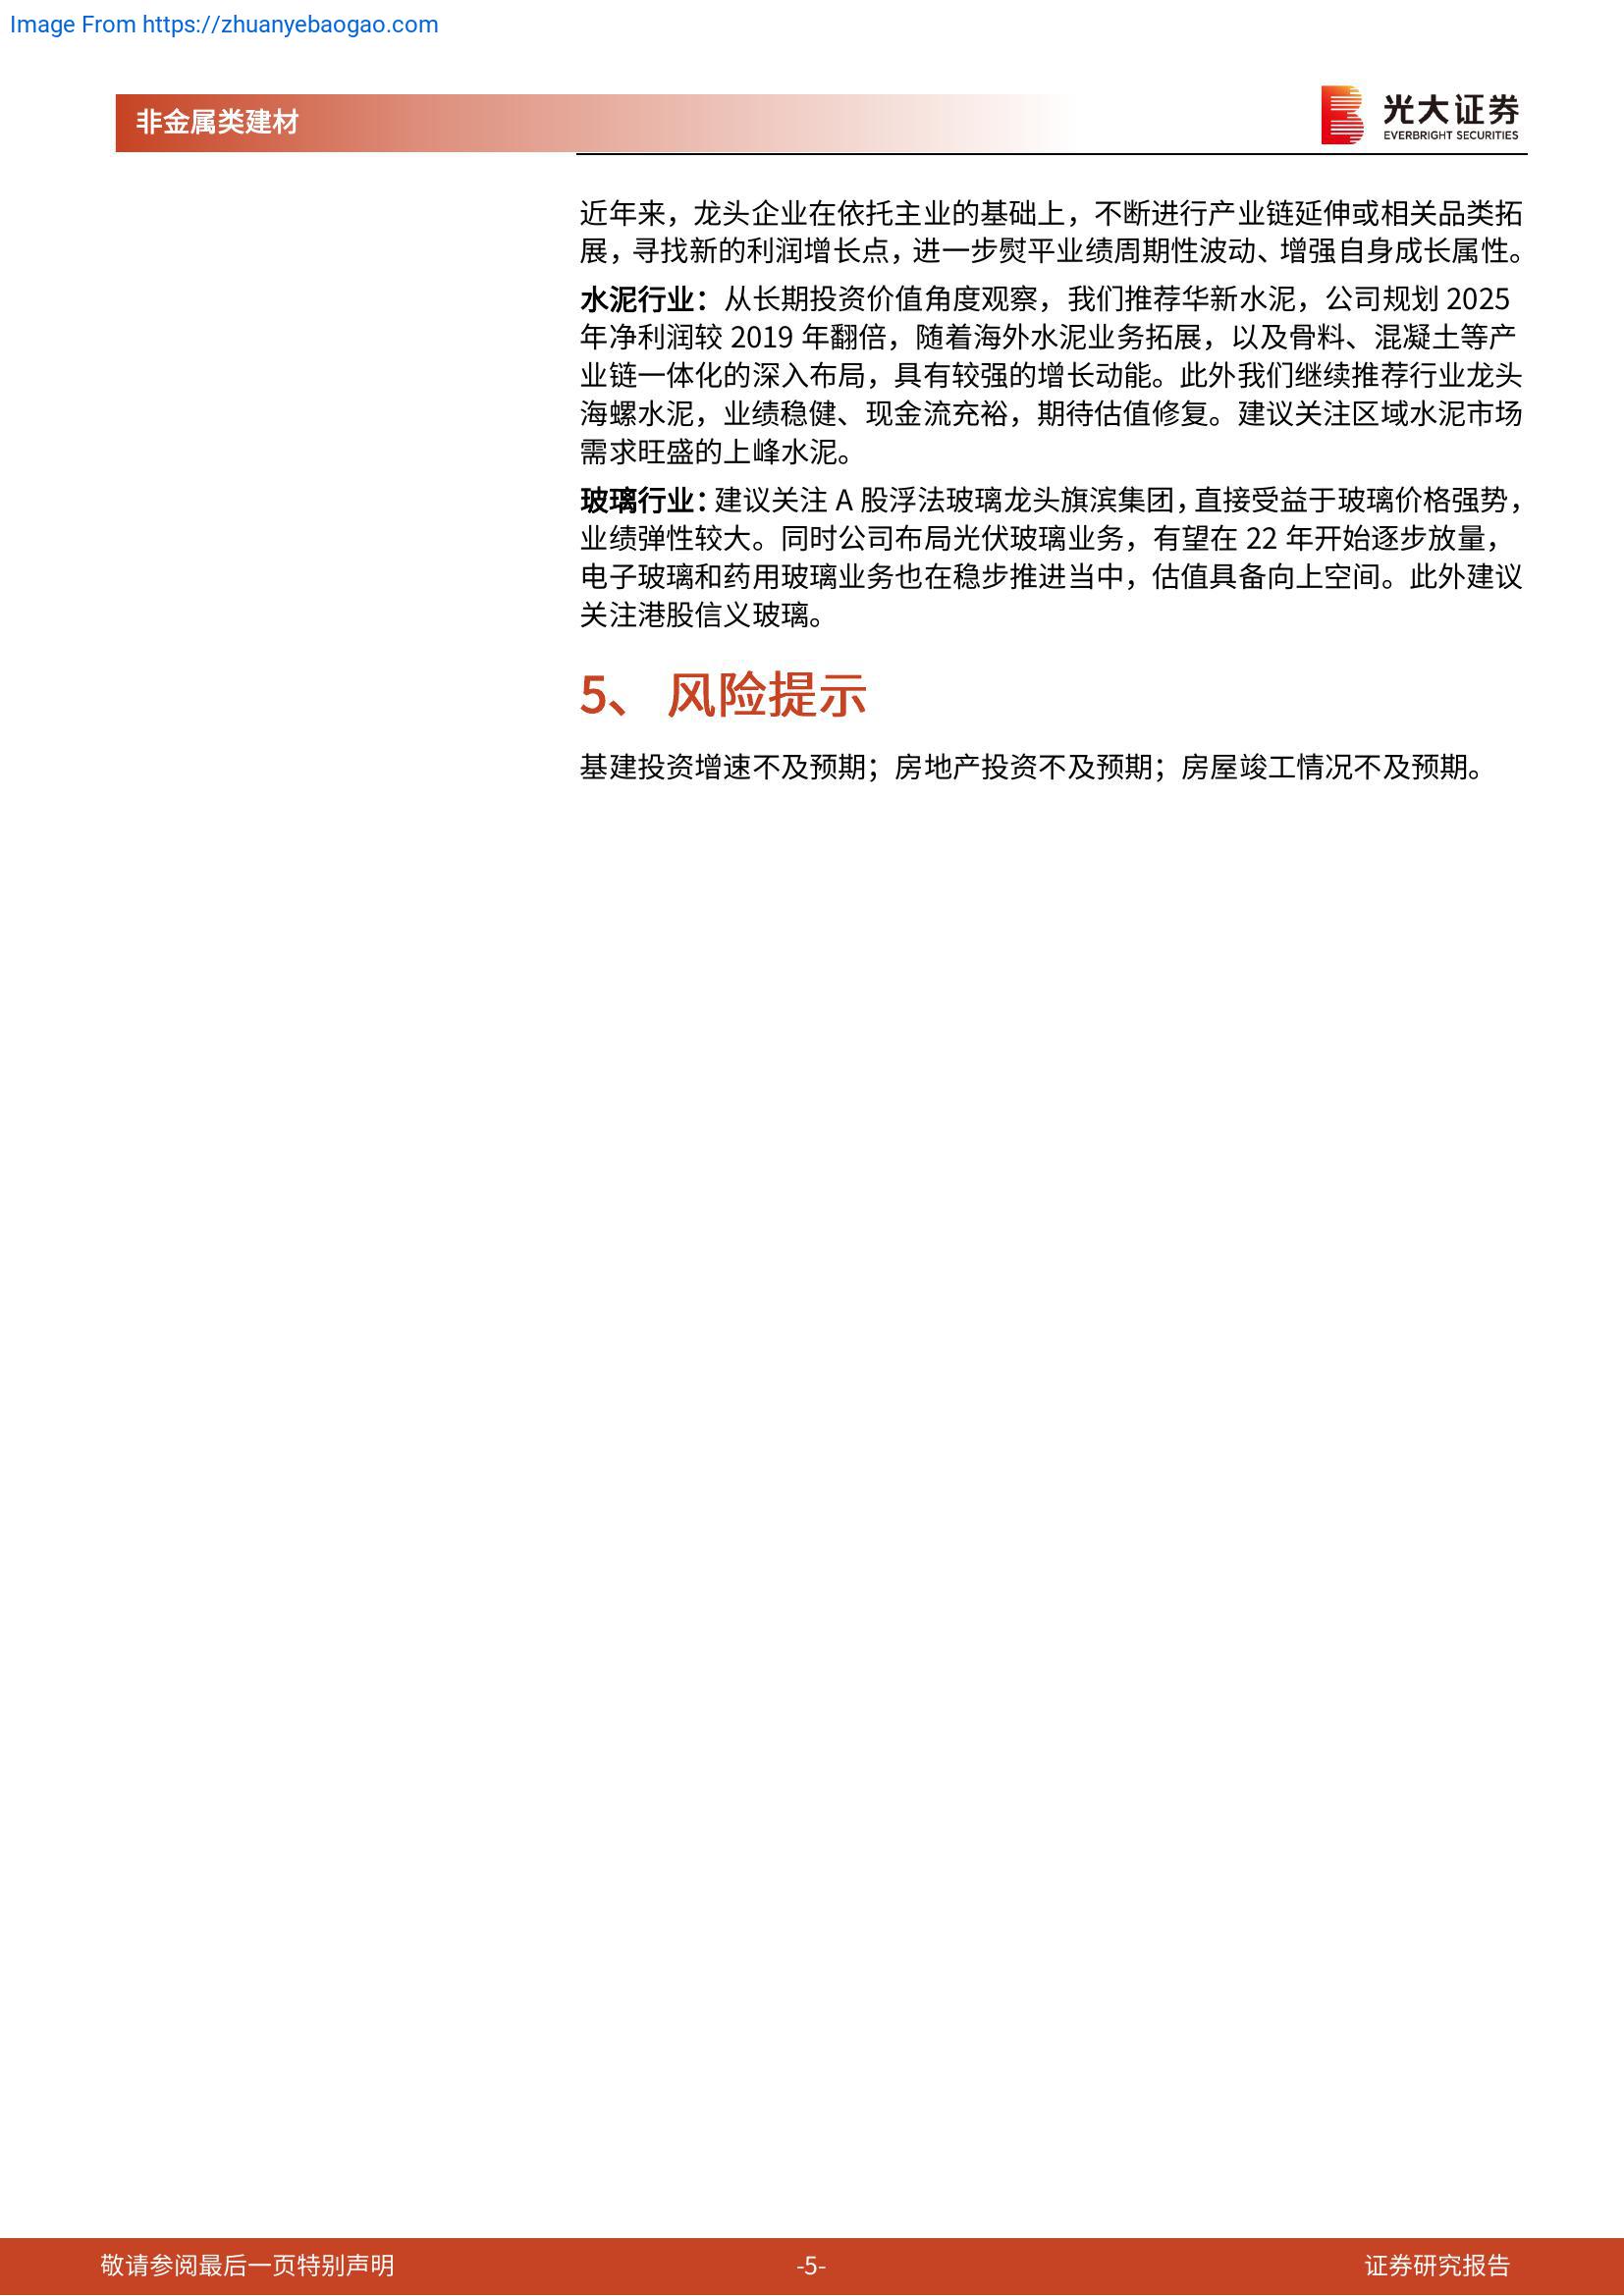 Image From https://zhuanyebaogao.com
非金属类建材
光大证券
EVERBRIGHT SECURITIES
近年来，龙头企业在依托主业的基础上，不断进行产业链延伸或相关品类拓
展，寻找新的利润增长点，进一步熨平业绩周期性波动、增强自身成长属性。
水泥行业：从长期投资价值角度观察，我们推荐华新水泥，公司规划 2025
年净利润较 2019 年翻倍，随着海外水泥业务拓展，以及骨料、混凝土等产
业链一体化的深入布局，具有较强的增长动能。此外我们继续推荐行业龙头
海螺水泥，业绩稳健、现金流充裕，期待估值修复。建议关注区域水泥市场
需求旺盛的上峰水泥。
玻璃行业：建议关注 A 股浮法玻璃龙头旗滨集团，直接受益于玻璃价格强势，
业绩弹性较大。同时公司布局光伏玻璃业务，有望在 22 年开始逐步放量，
电子玻璃和药用玻璃业务也在稳步推进当中，估值具备向上空间。此外建议
关注港股信义玻璃。
5、 风险提示
基建投资增速不及预期；房地产投资不及预期；房屋竣工情况不及预期。
敬请参阅最后一页特别声明
-5-
证券研究报告